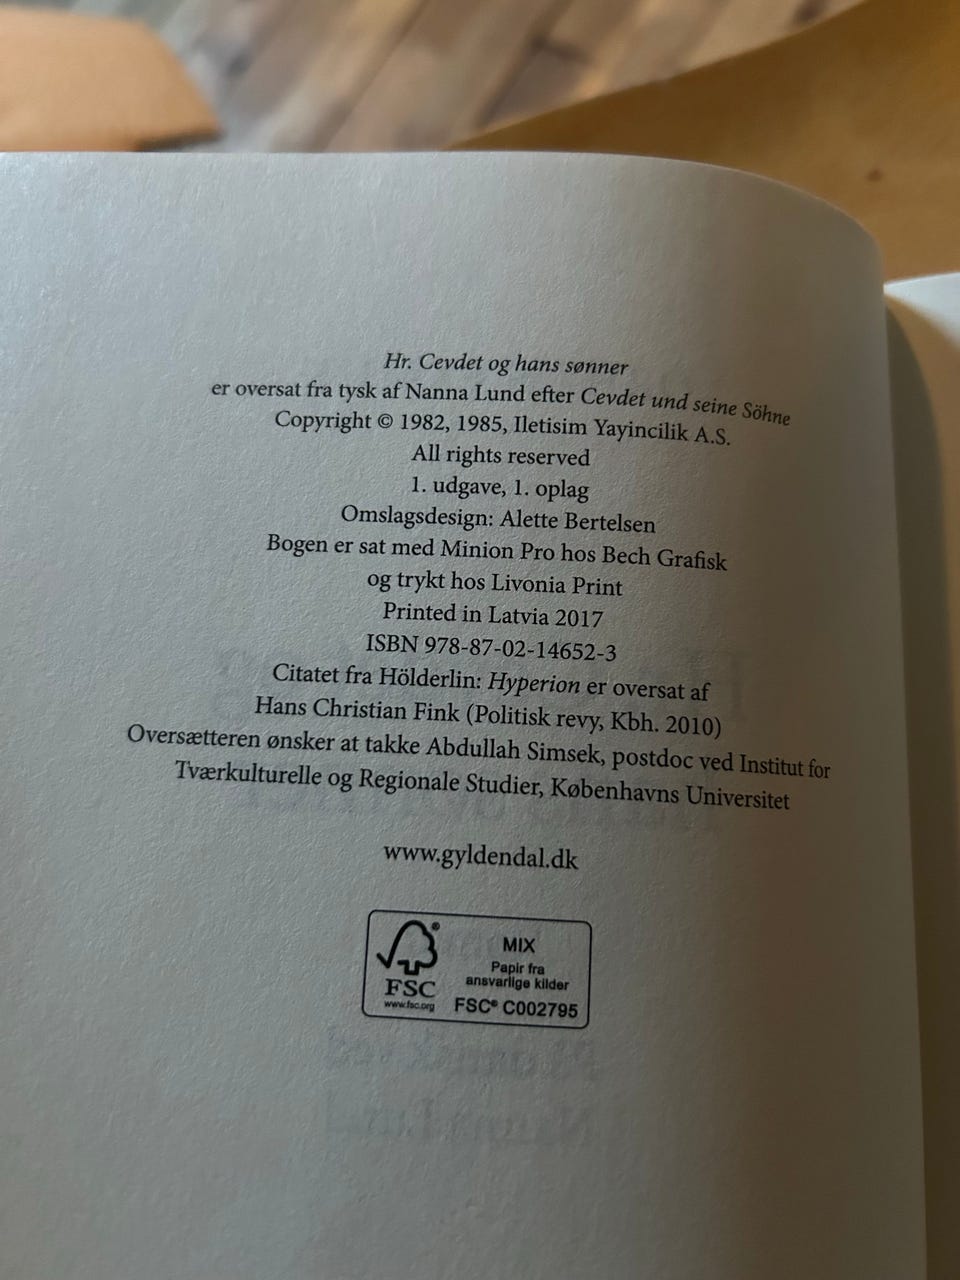 Hr. Cevdet og hans sønner
er oversat fra tysk af Nanna Lund efter Cevdet und seine Söhne
Copyright © 1982, 1985, Iletisim Yayincilik A.S.
All rights reserved
1. udgave, 1. oplag
Omslagsdesign: Alette Bertelsen
Bogen er sat med Minion Pro hos Bech Grafisk
og trykt hos Livonia Print
Printed in Latvia 2017
ISBN 978-87-02-14652-3
Citatet fra Hölderlin: Hyperion er oversat af
Hans Christian Fink (Politisk revy, Kbh. 2010)
Oversætteren ønsker at takke Abdullah Simsek, postdoc ved Institut for
Tværkulturelle og Regionale Studier, Københavns Universitet
www.gyldendal.dk
®
FSC
www.fsc.org
MIX
Papir fra
ansvarlige kilder
FSC® C002795